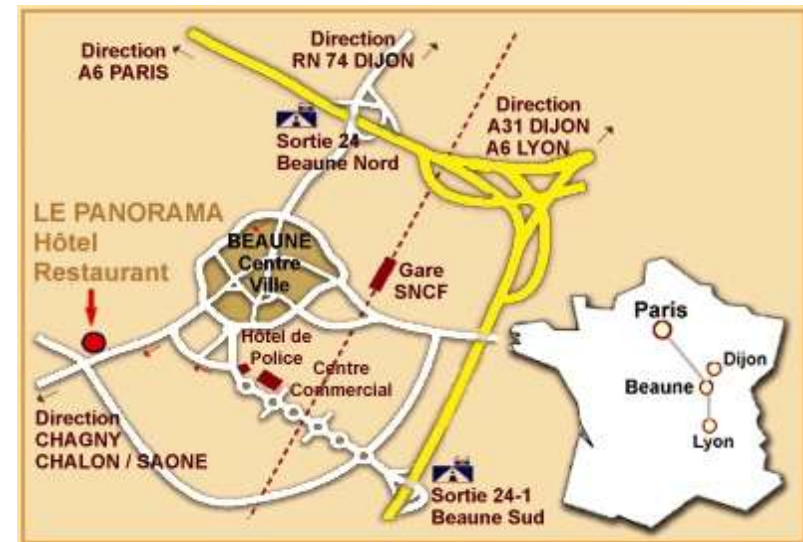 Direction
A6 PARIS
Direction
RN 74 DIJON
Direction
A31 DIJON
A6 LYON
Sortie 24
Beaune Nord
LE PANORAMA
Hôtel
Restaurant
BEAUNE
Centre
Ville
Gare
SNCF
Hôtel de
Police
Centre
Commercial
Direction
CHAGNY
CHALON / SAONE
Sortie 24-1
Beaune Sud
Paris
Dijon
Beaune
Lyon